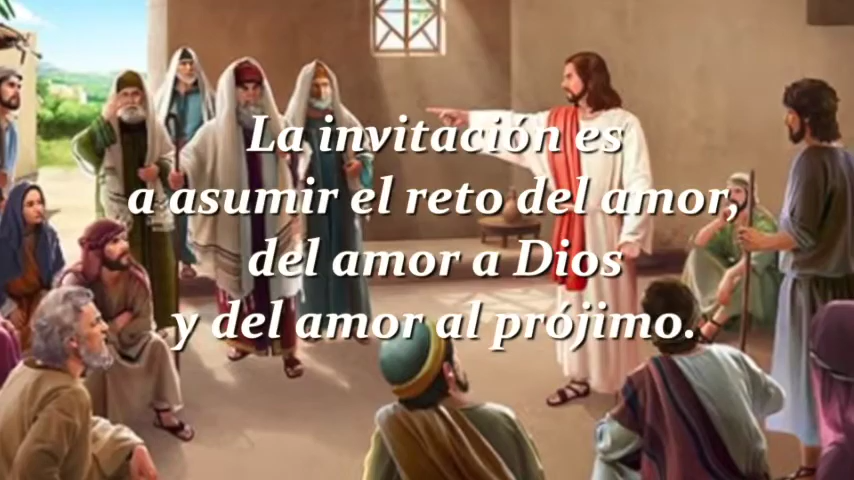 La invitación es
a asumir el reto del amor,
del amor a Dios
y del amor al prójimo.